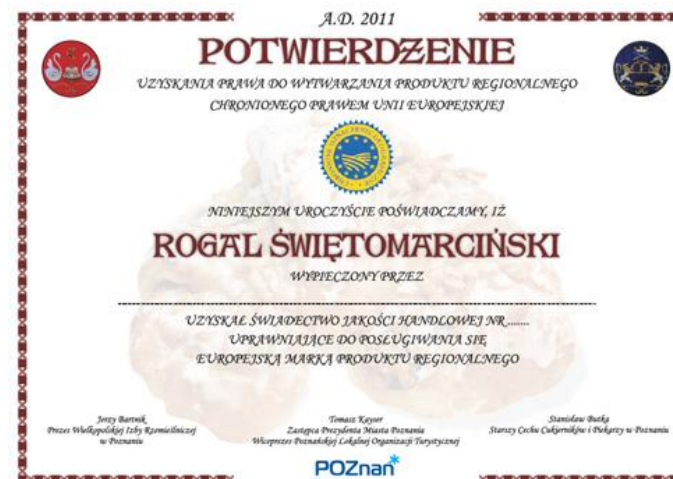 A.D. 2011
POTWIERDZENIE
UZYSKANIA PRAWA DO WYTWARZANIA PRODUKTU REGIONALNEGO
CHRONIONEGO PRAWEM UNII EUROPEJSKIEJ
NINIEJSZYM UROCZYŚCIE POŚWIADCZAMY, IŻ
ROGAL ŚWIĘTOMARCIŃSKI
WYPIECZONY PRZEZ
UZYSKAŁ ŚWIADECTWO JAKOŚCI HANDLOWEJ NR.......
UPRAWNIAJĄCE DO POSŁUGIWANIA SIĘ
EUROPEJSKĄ MARKĄ PRODUKTU REGIONALNEGO
Jerzy Bartnik
Prezes Wielkopolskiej Izby Rzemieślniczej
w Poznaniu
Tomasz Kayser
Zastępca Prezydenta Miasta Poznania
Wiceprezes Poznańskiej Lokalnej Organizacji Turystycznej
Stanisław Butka
Starszy Cechu Cukierników i Piekarzy w Poznaniu
POZnan*